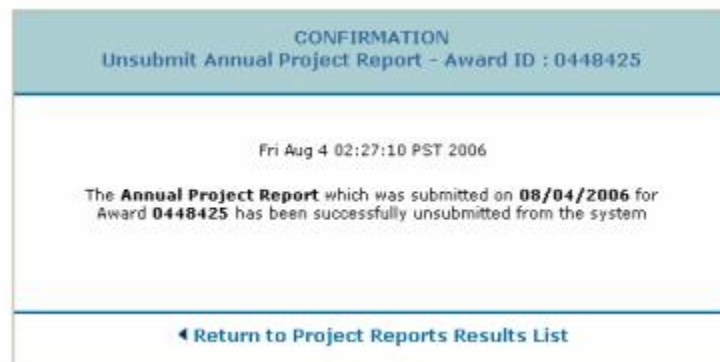 CONFIRMATION
Unsubmit Annual Project Report - Award ID : 0448425
Fri Aug 4 02:27:10 PST 2006
The Annual Project Report which was submitted on 08/04/2006 for
Award 0448425 has been successfully unsubmitted from the system
Return to Project Reports Results List